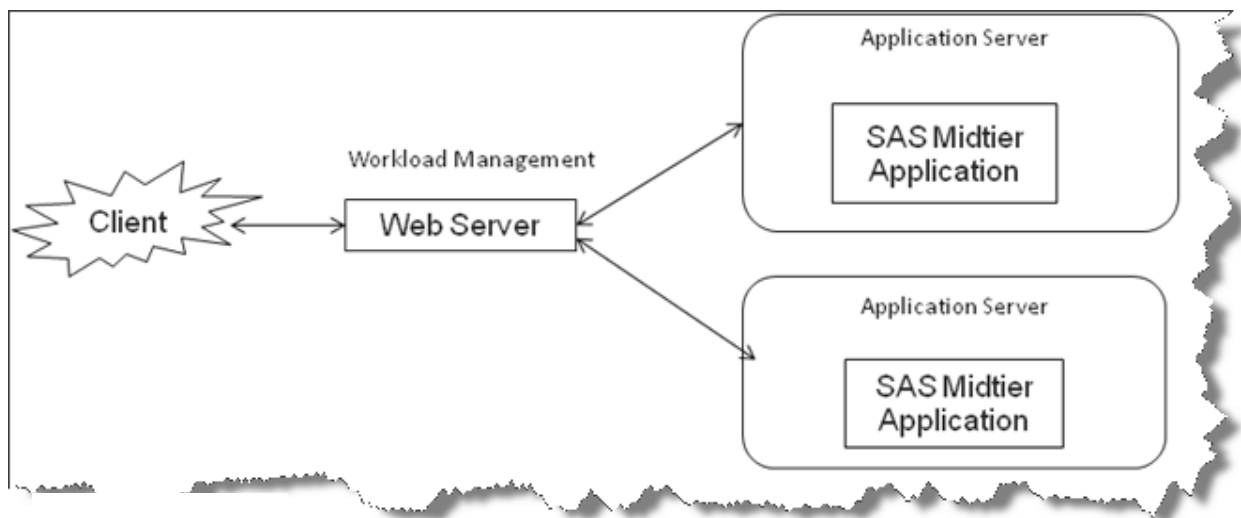 Application Server
SAS Midtier
Application
Workload Management
Client
Web Server
Application Server
SAS Midtier
Application